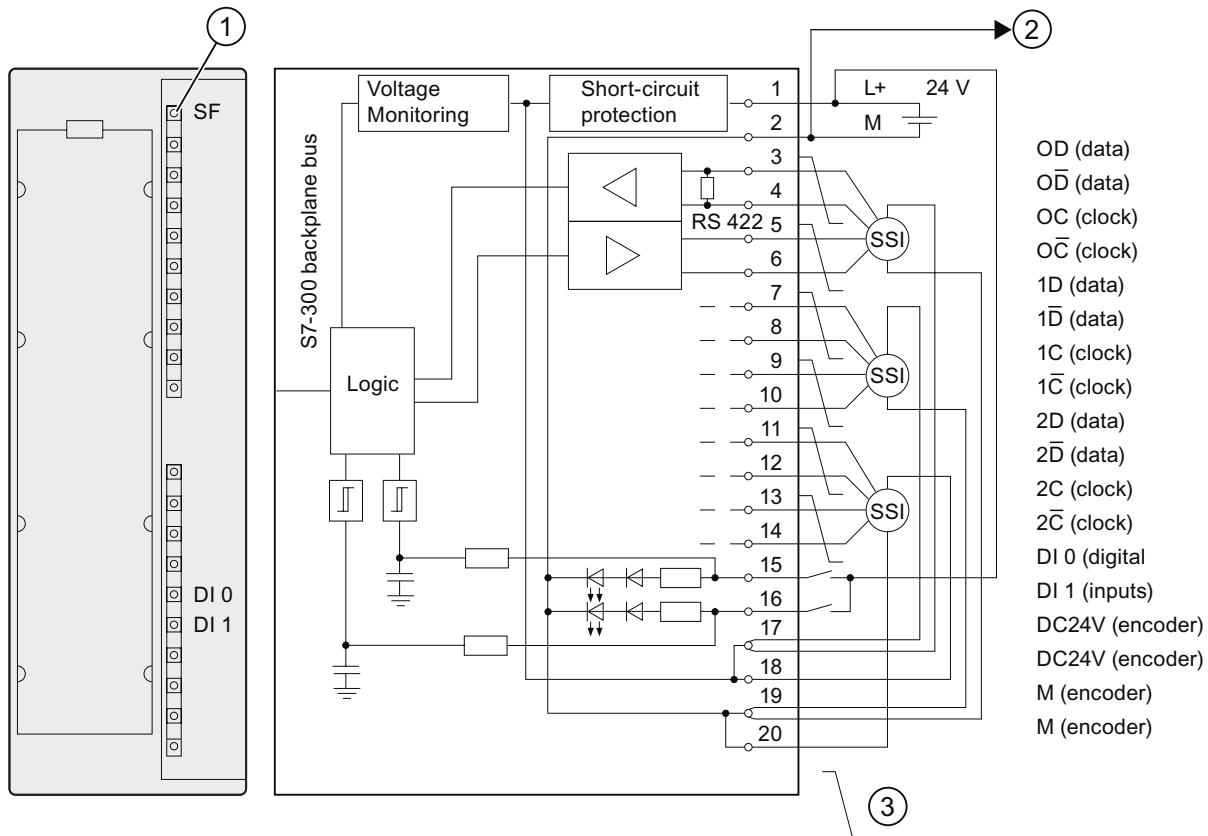 1
SF
DI 0
DI 1
S7-300 backplane bus
Voltage
Monitoring
Short-circuit
protection
Logic
RS 422
1
2
3
4
5
6
7
8
9
10
11
12
13
14
15
16
17
18
19
20
L+ 24 V
M
2
SSI
SSI
SSI
OD (data)
OD̅ (data)
OC (clock)
OC̅ (clock)
1D (data)
1D̅ (data)
1C (clock)
1C̅ (clock)
2D (data)
2D̅ (data)
2C (clock)
2C̅ (clock)
DI 0 (digital
DI 1 (inputs)
DC24V (encoder)
DC24V (encoder)
M (encoder)
M (encoder)
3